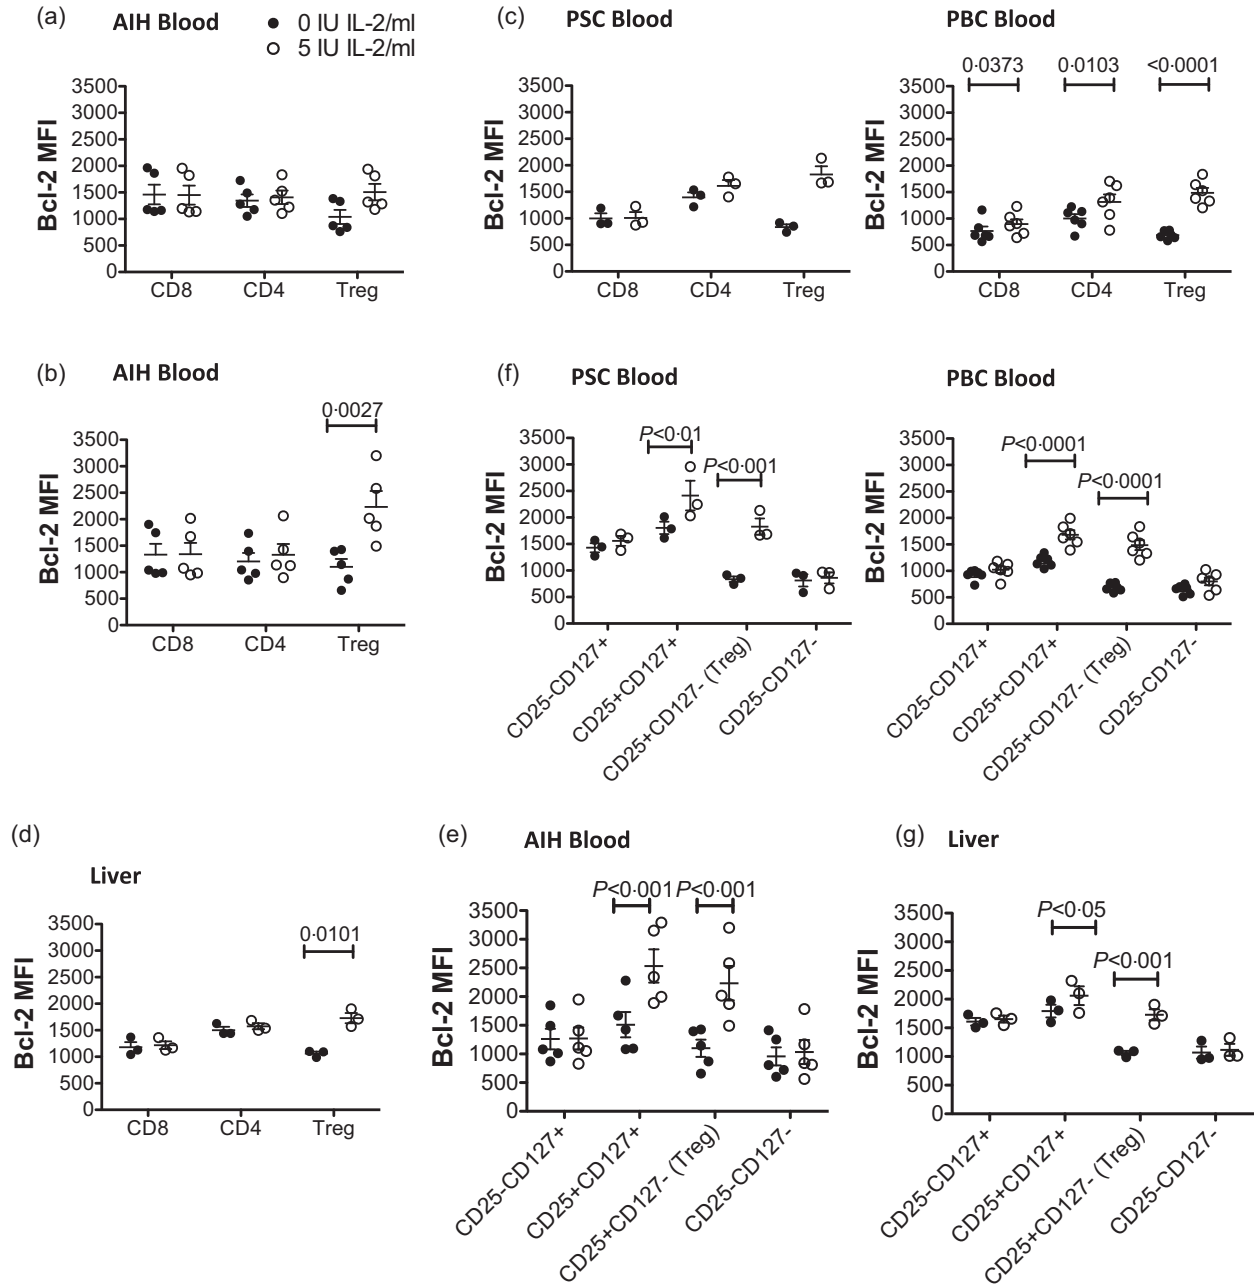 (a)
AIH Blood
0 IU IL-2/ml
5 IU IL-2/ml
Bcl-2 MFI
3500
3000
2500
2000
1500
1000
500
0
CD8
CD4
Treg
(c)
PSC Blood
Bcl-2 MFI
3500
3000
2500
2000
1500
1000
500
0
CD8
CD4
Treg
PBC Blood
0·0373
0·0103
<0·0001
Bcl-2 MFI
3500
3000
2500
2000
1500
1000
500
0
CD8
CD4
Treg
(b)
AIH Blood
0·0027
Bcl-2 MFI
3500
3000
2500
2000
1500
1000
500
0
CD8
CD4
Treg
(f)
PSC Blood
P<0·01
P<0·001
Bcl-2 MFI
3500
3000
2500
2000
1500
1000
500
0
CD25-CD127+
CD25+CD127+
CD25+CD127- (Treg)
CD25-CD127-
PBC Blood
P<0·0001
P<0·0001
Bcl-2 MFI
3500
3000
2500
2000
1500
1000
500
0
CD25-CD127+
CD25+CD127+
CD25+CD127- (Treg)
CD25-CD127-
(d)
Liver
0·0101
Bcl-2 MFI
3500
3000
2500
2000
1500
1000
500
0
CD8
CD4
Treg
(e)
AIH Blood
P<0·001
P<0·001
Bcl-2 MFI
3500
3000
2500
2000
1500
1000
500
0
CD25-CD127+
CD25+CD127+
CD25+CD127- (Treg)
CD25-CD127-
(g)
Liver
P<0·05
P<0·001
Bcl-2 MFI
3500
3000
2500
2000
1500
1000
500
0
CD25-CD127+
CD25+CD127+
CD25+CD127- (Treg)
CD25-CD127-